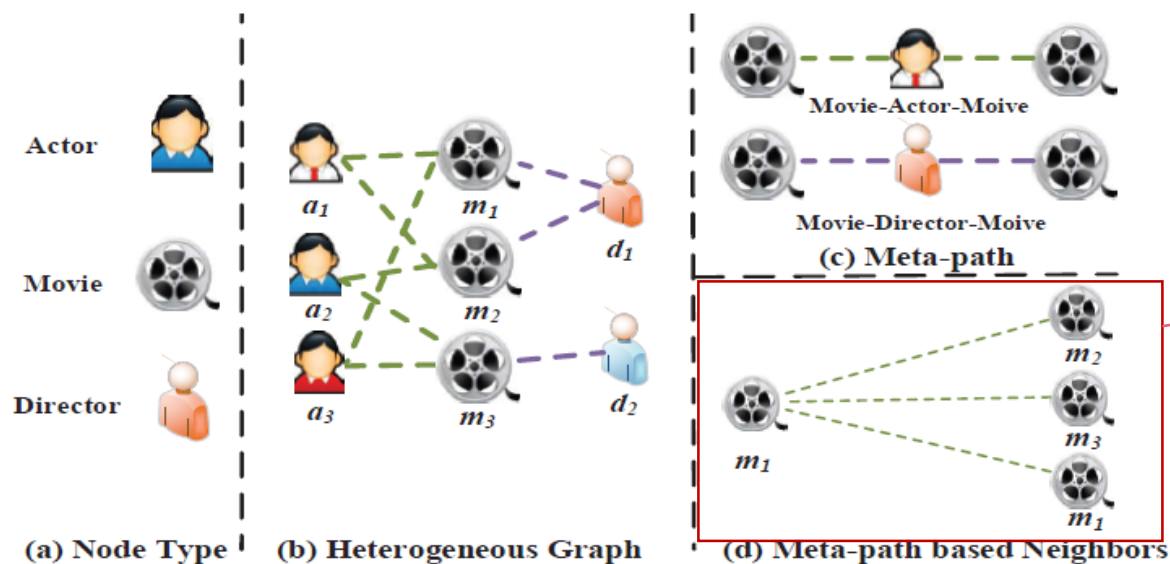 Actor
Movie
Director
(a) Node Type
a1
a2
a3
m1
m2
m3
d1
d2
(b) Heterogeneous Graph
Movie-Actor-Moive
Movie-Director-Moive
(c) Meta-path
m1
m2
m3
m1
(d) Meta-path based Neighbors